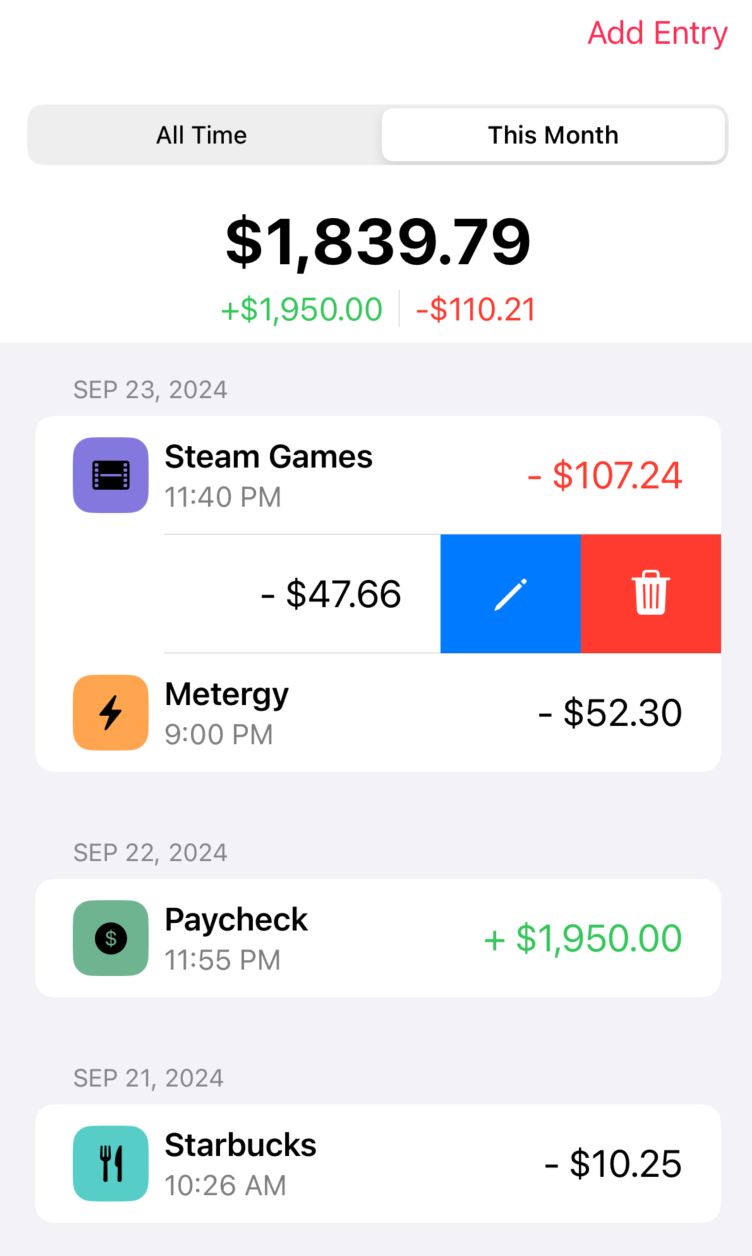 Add Entry
All Time This Month
$1,839.79
+$1,950.00 -$110.21
SEP 23, 2024
Steam Games
- $107.24
11:40 PM
- $47.66
Metergy
- $52.30
9:00 PM
SEP 22, 2024
Paycheck
+ $1,950.00
11:55 PM
$
SEP 21, 2024
Starbucks
- $10.25
10:26 AM